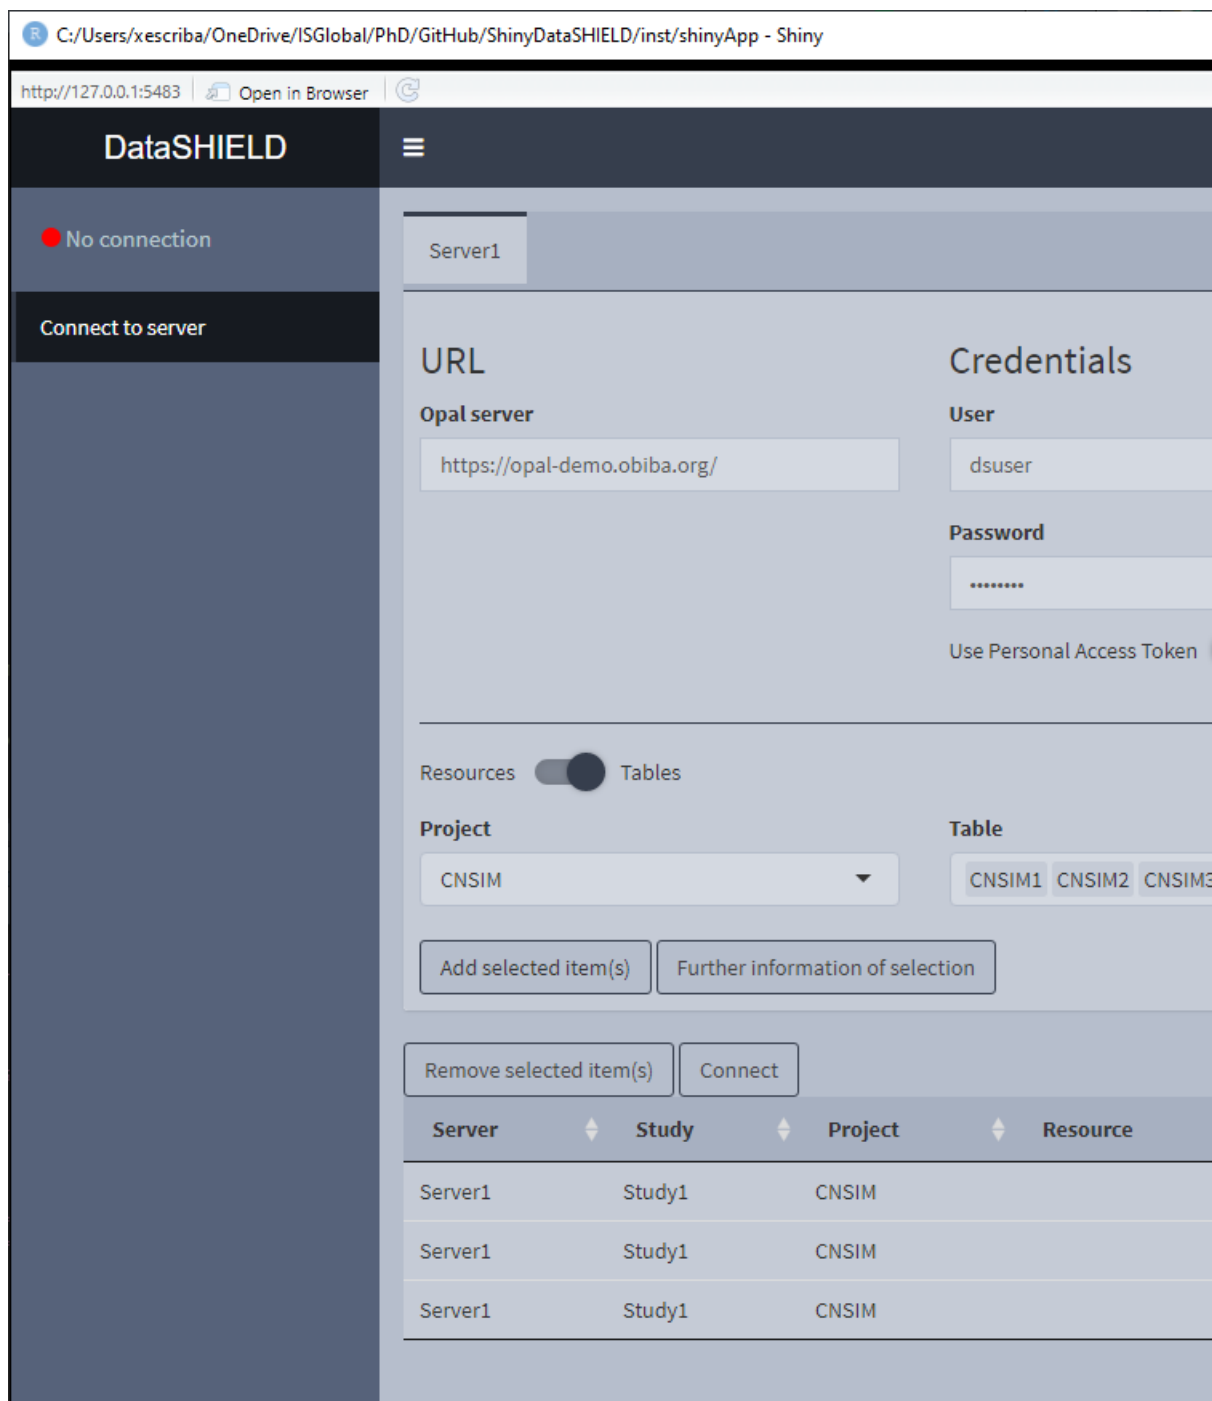 C:/Users/xescriba/OneDrive/ISGlobal/PhD/GitHub/ShinyDataSHIELD/inst/shinyApp - Shiny
http://127.0.0.1:5483 Open in Browser
DataSHIELD
No connection
Server1
Connect to server
URL Credentials
Opal server User
https://opal-demo.obiba.org/ dsuser
Password
••••••••
Use Personal Access Token
Resources Tables
Project Table
CNSIM CNSIM1 CNSIM2 CNSIM3
Add selected item(s) Further information of selection
Remove selected item(s) Connect
Server Study Project Resource
Server1 Study1 CNSIM
Server1 Study1 CNSIM
Server1 Study1 CNSIM